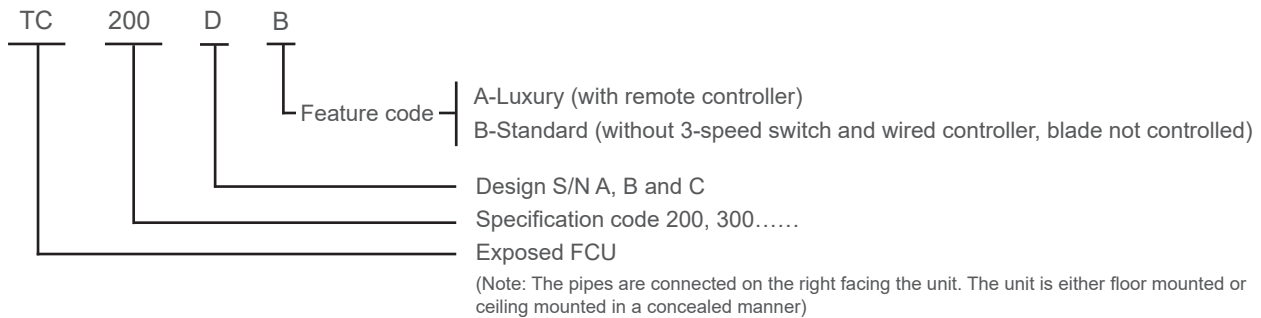 TC 200 D B
A-Luxury (with remote controller)
Feature code
B-Standard (without 3-speed switch and wired controller, blade not controlled)
Design S/N A, B and C
Specification code 200, 300……
Exposed FCU
(Note: The pipes are connected on the right facing the unit. The unit is either floor mounted or
ceiling mounted in a concealed manner)